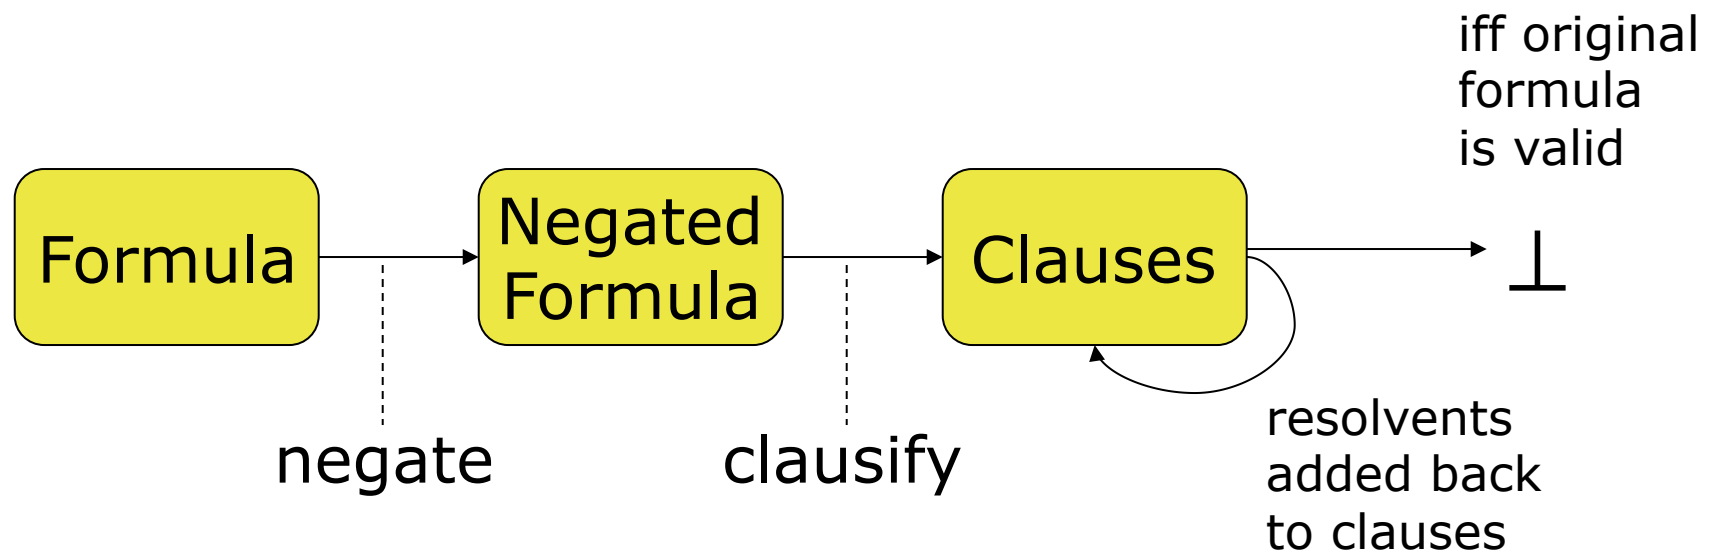 iff original
formula
is valid
Formula
Negated
Formula
Clauses
⊥
negate
clausify
resolvents
added back
to clauses